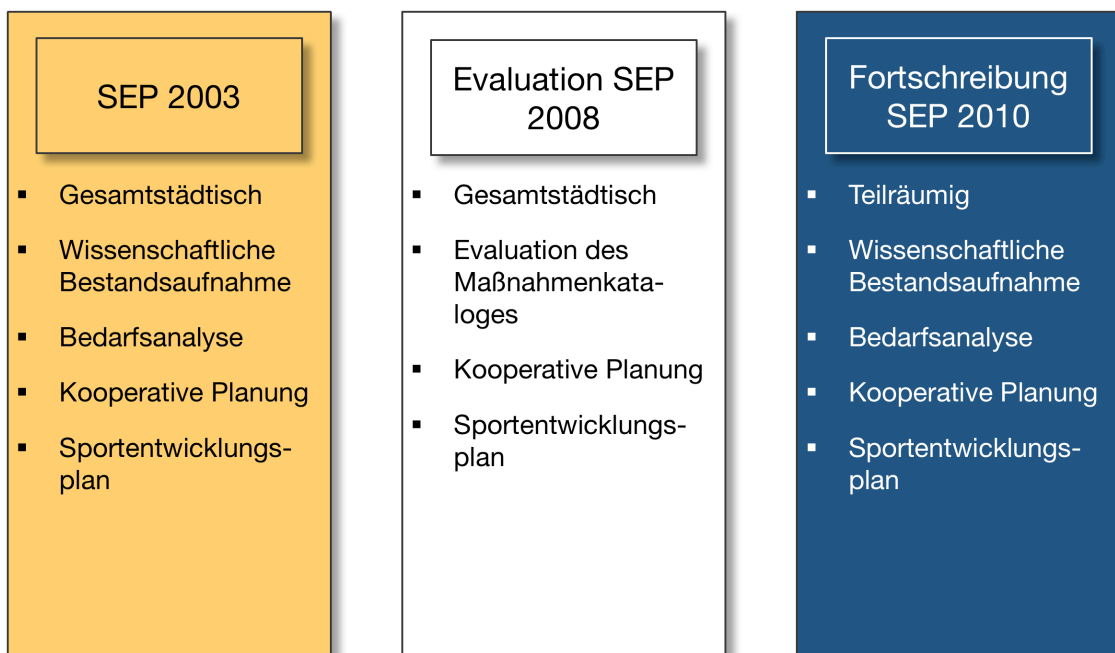 SEP 2003
▪ Gesamtstädtisch
▪ Wissenschaftliche
Bestandsaufnahme
▪ Bedarfsanalyse
▪ Kooperative Planung
▪ Sportentwicklungs-
plan
Evaluation SEP
2008
▪ Gesamtstädtisch
▪ Evaluation des
Maßnahmenkata-
loges
▪ Kooperative Planung
▪ Sportentwicklungs-
plan
Fortschreibung
SEP 2010
▪ Teilräumig
▪ Wissenschaftliche
Bestandsaufnahme
▪ Bedarfsanalyse
▪ Kooperative Planung
▪ Sportentwicklungs-
plan